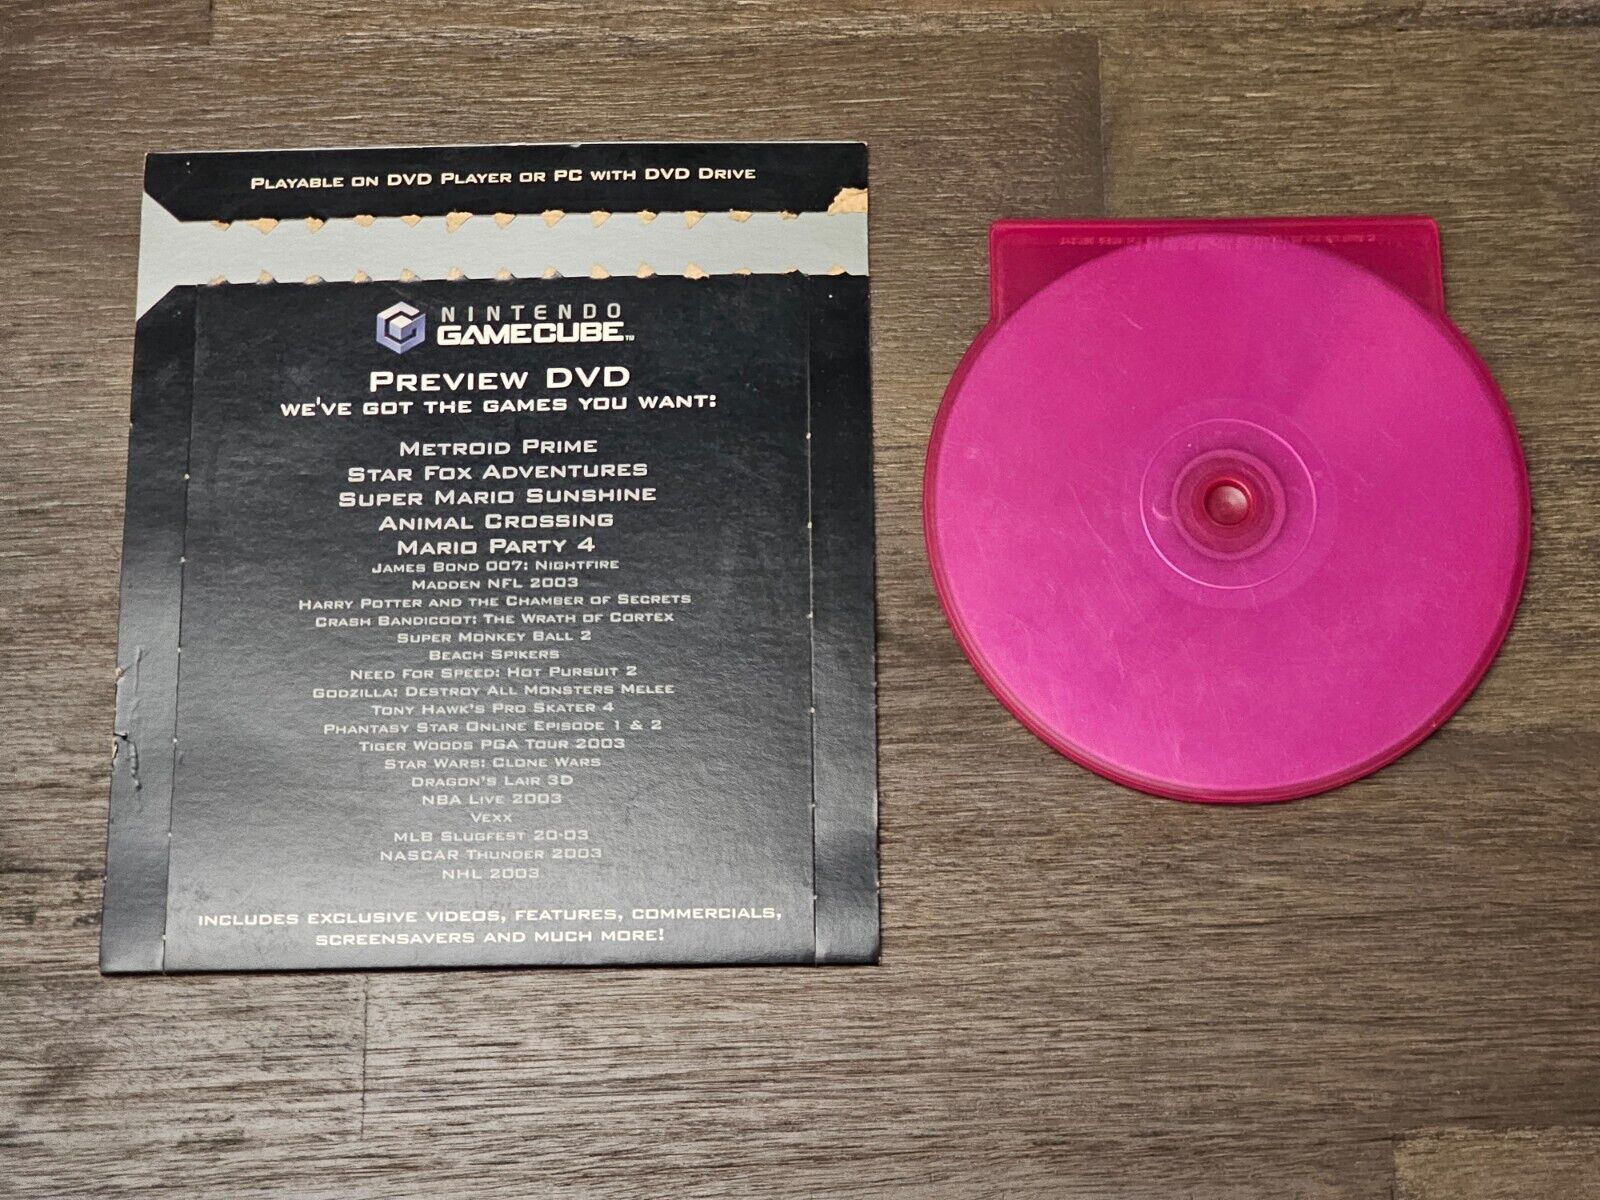 PLAYABLE ON DVD PLAYER OR PC WITH DVD DRIVE
NINTENDO
GAMECUBE™
PREVIEW DVD
WE'VE GOT THE GAMES YOU WANT:
METROID PRIME
STAR FOX ADVENTURES
SUPER MARIO SUNSHINE
ANIMAL CROSSING
MARIO PARTY 4
JAMES BOND 007: NIGHTFIRE
MADDEN NFL 2003
HARRY POTTER AND THE CHAMBER OF SECRETS
CRASH BANDICOOT: THE WRATH OF CORTEX
SUPER MONKEY BALL 2
BEACH SPIKERS
NEED FOR SPEED: HOT PURSUIT 2
GODZILLA: DESTROY ALL MONSTERS MELEE
TONY HAWK'S PRO SKATER 4
PHANTASY STAR ONLINE EPISODE 1 & 2
TIGER WOODS PGA TOUR 2003
STAR WARS: CLONE WARS
DRAGON'S LAIR 3D
NBA LIVE 2003
VEXX
MLB SLUGFEST 20-03
NASCAR THUNDER 2003
NHL 2003
INCLUDES EXCLUSIVE VIDEOS, FEATURES, COMMERCIALS,
SCREENSAVERS AND MUCH MORE!